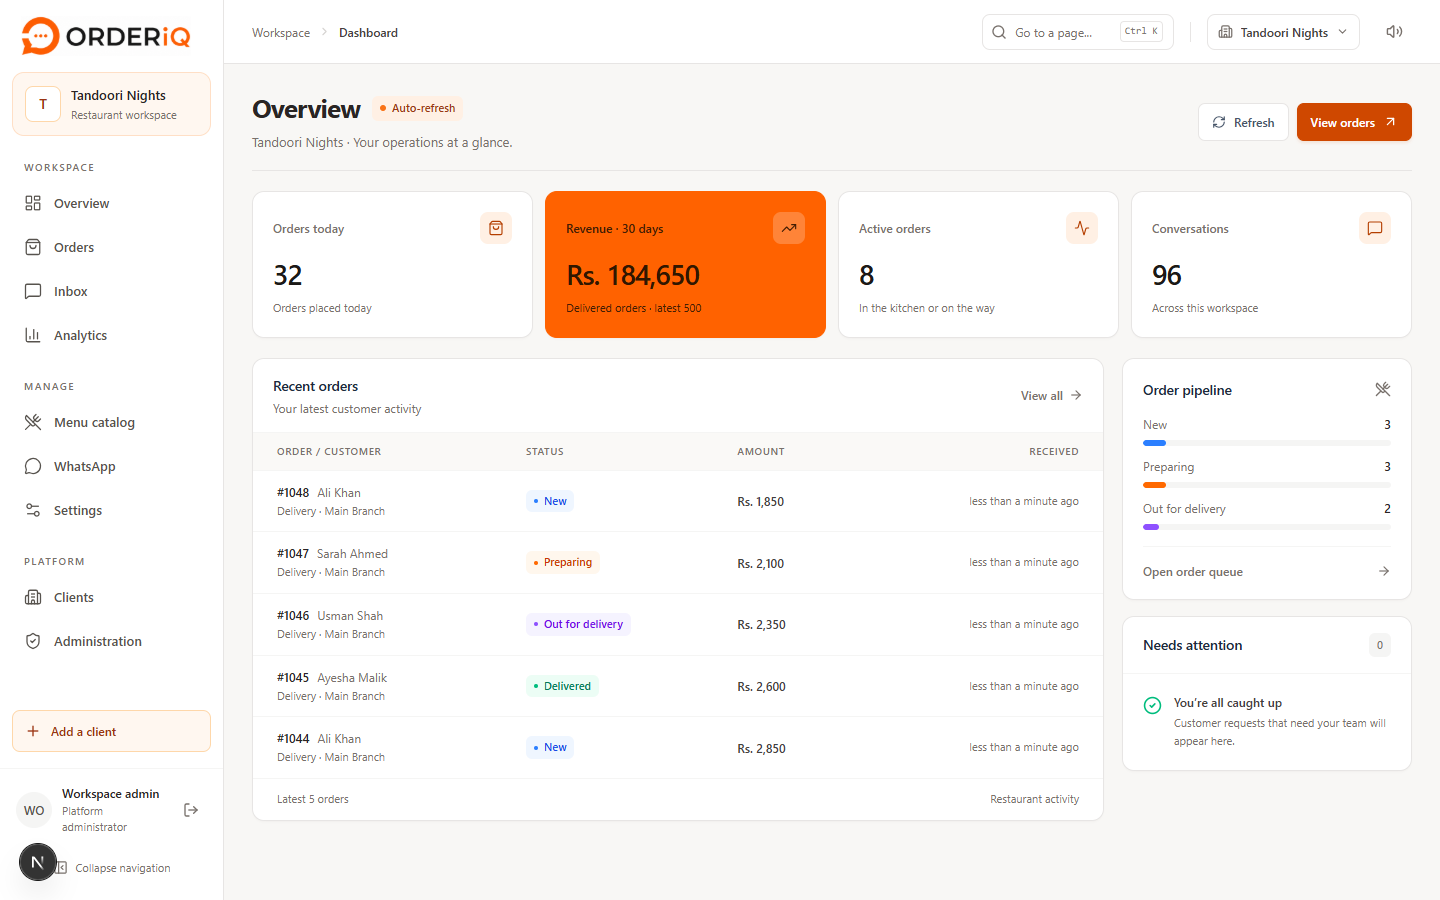 ORDERiQ
Workspace > Dashboard
Go to a page...
Ctrl K
Tandoori Nights
T
Tandoori Nights
Restaurant workspace
WORKSPACE
Overview
Orders
Inbox
Analytics
MANAGE
Menu catalog
WhatsApp
Settings
PLATFORM
Clients
Administration
+ Add a client
WO
Workspace admin
Platform
administrator
N
Collapse navigation
Overview
Auto-refresh
Tandoori Nights · Your operations at a glance.
Refresh
View orders
Orders today
32
Orders placed today
Revenue · 30 days
Rs. 184,650
Delivered orders · latest 500
Active orders
8
In the kitchen or on the way
Conversations
96
Across this workspace
Recent orders
Your latest customer activity
View all
ORDER / CUSTOMER STATUS AMOUNT RECEIVED
#1048 Ali Khan
Delivery · Main Branch
New
Rs. 1,850
less than a minute ago
#1047 Sarah Ahmed
Delivery · Main Branch
Preparing
Rs. 2,100
less than a minute ago
#1046 Usman Shah
Delivery · Main Branch
Out for delivery
Rs. 2,350
less than a minute ago
#1045 Ayesha Malik
Delivery · Main Branch
Delivered
Rs. 2,600
less than a minute ago
#1044 Ali Khan
Delivery · Main Branch
New
Rs. 2,850
less than a minute ago
Latest 5 orders
Restaurant activity
Order pipeline
New 3
Preparing 3
Out for delivery 2
Open order queue
Needs attention
0
You're all caught up
Customer requests that need your team will
appear here.